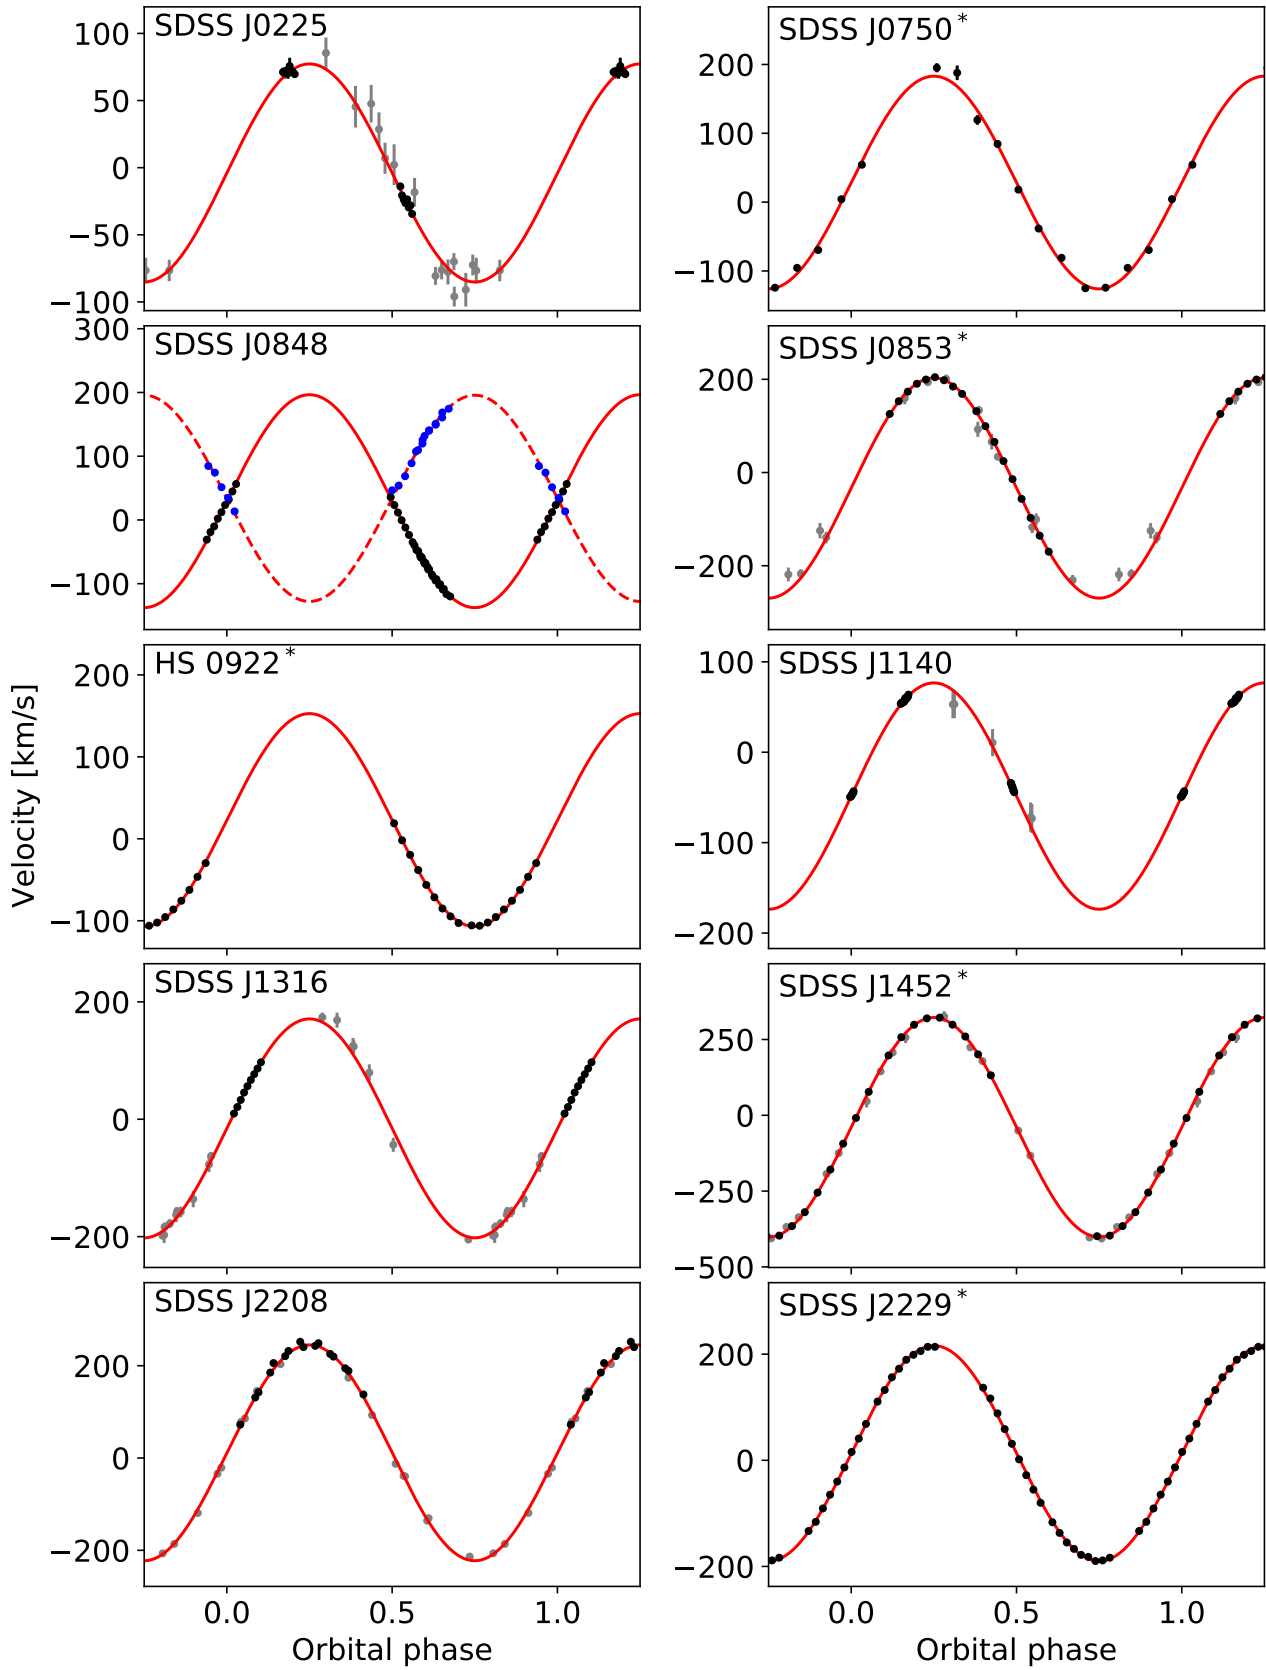 SDSS J0225
100
50
0
−50
−100
SDSS J0750*
200
100
0
−100
SDSS J0848
300
200
100
0
−100
SDSS J0853*
200
0
−200
HS 0922*
200
100
0
−100
SDSS J1140
100
0
−100
−200
Velocity [km/s]
SDSS J1316
200
0
−200
SDSS J1452*
250
0
−250
−500
SDSS J2208
200
0
−200
0.0 0.5 1.0
Orbital phase
SDSS J2229*
200
0
−200
0.0 0.5 1.0
Orbital phase